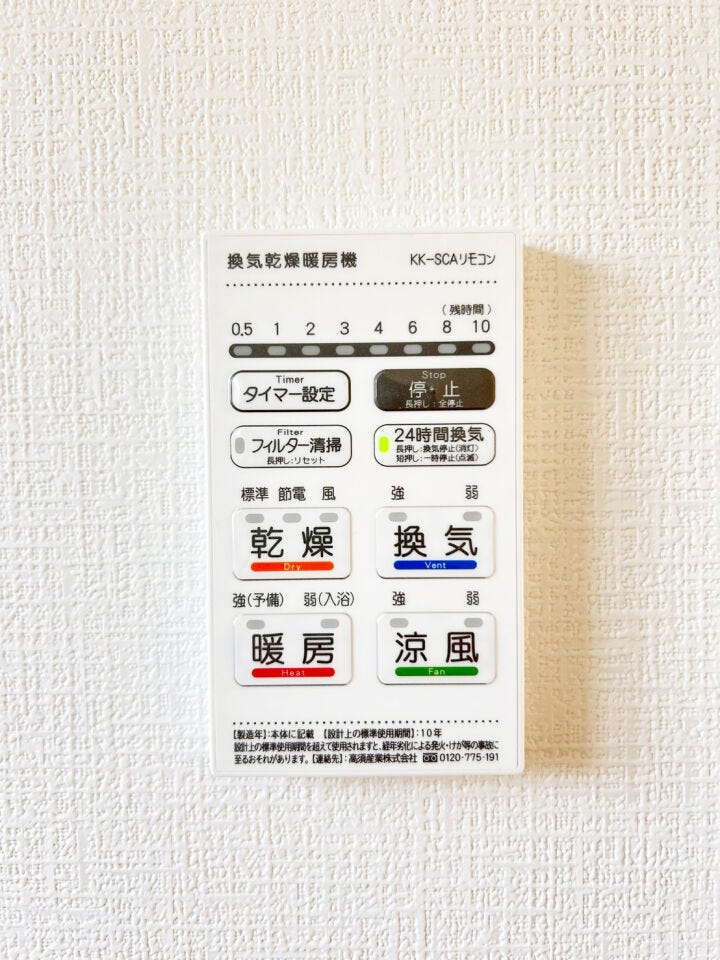 換気乾燥暖房機 KK-SCAリモコン
(残時間)
0.5 1 2 3 4 6 8 10
Timer
タイマー設定
Stop
停止
長押し:全停止
Filter
フィルター清掃
長押し:リセット
24時間換気
長押し:換気停止(消灯)
短押し:一時停止(点滅)
標準 節電 風
乾燥
Dry
強 弱
換気
Vent
強(予備) 弱(入浴)
暖房
Heat
強 弱
涼風
Fan
【製造年】:本体に記載 【設計上の標準使用期間】:10年
設計上の標準使用期間を超えて使用されますと、経年劣化による発火・けが等の事故に
至るおそれがあります。【連絡先】:高須産業株式会社 0120-775-191